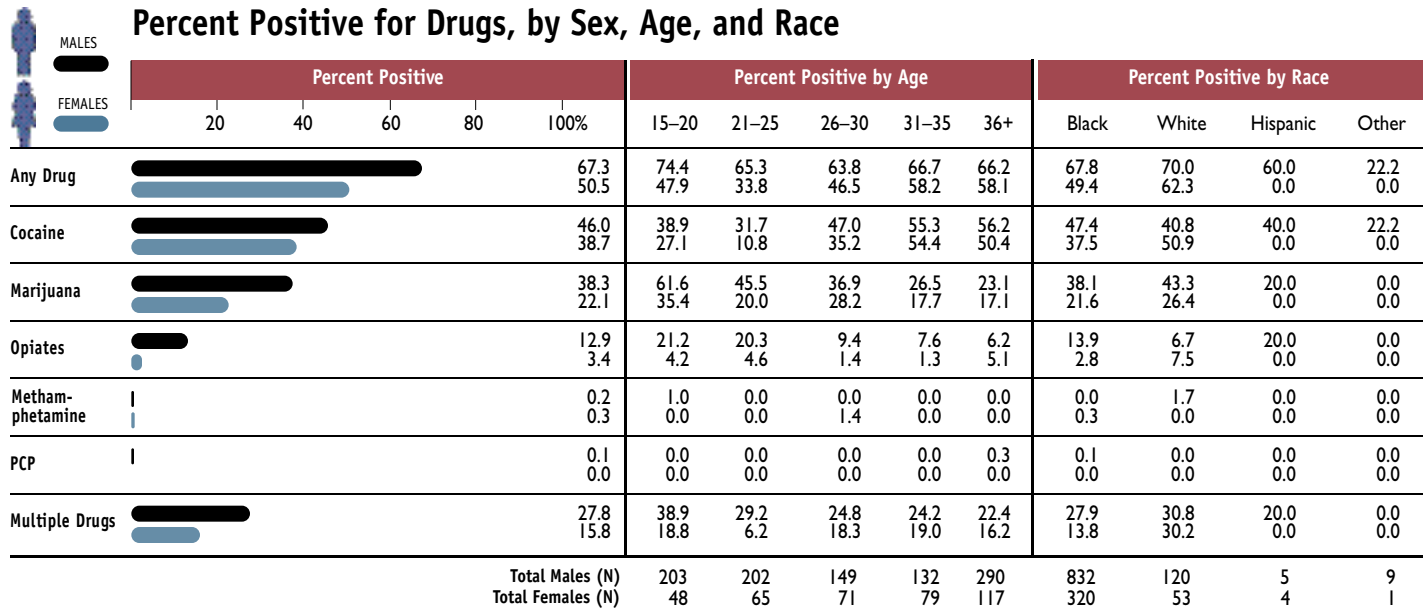 Percent Positive for Drugs, by Sex, Age, and Race
MALES
FEMALES
Percent Positive Percent Positive by Age Percent Positive by Race
20 40 60 80 100% 15–20 21–25 26–30 31–35 36+ Black White Hispanic Other
Any Drug 67.3 74.4 65.3 63.8 66.7 66.2 67.8 70.0 60.0 22.2
50.5 47.9 33.8 46.5 58.2 58.1 49.4 62.3 0.0 0.0
Cocaine 46.0 38.9 31.7 47.0 55.3 56.2 47.4 40.8 40.0 22.2
38.7 27.1 10.8 35.2 54.4 50.4 37.5 50.9 0.0 0.0
Marijuana 38.3 61.6 45.5 36.9 26.5 23.1 38.1 43.3 20.0 0.0
22.1 35.4 20.0 28.2 17.7 17.1 21.6 26.4 0.0 0.0
Opiates 12.9 21.2 20.3 9.4 7.6 6.2 13.9 6.7 20.0 0.0
3.4 4.2 4.6 1.4 1.3 5.1 2.8 7.5 0.0 0.0
Metham- 0.2 1.0 0.0 0.0 0.0 0.0 0.0 1.7 0.0 0.0
phetamine 0.3 0.0 0.0 1.4 0.0 0.0 0.3 0.0 0.0 0.0
PCP 0.1 0.0 0.0 0.0 0.0 0.3 0.1 0.0 0.0 0.0
0.0 0.0 0.0 0.0 0.0 0.0 0.0 0.0 0.0 0.0
Multiple Drugs 27.8 38.9 29.2 24.8 24.2 22.4 27.9 30.8 20.0 0.0
15.8 18.8 6.2 18.3 19.0 16.2 13.8 30.2 0.0 0.0
Total Males (N) 203 202 149 132 290 832 120 5 9
Total Females (N) 48 65 71 79 117 320 53 4 1